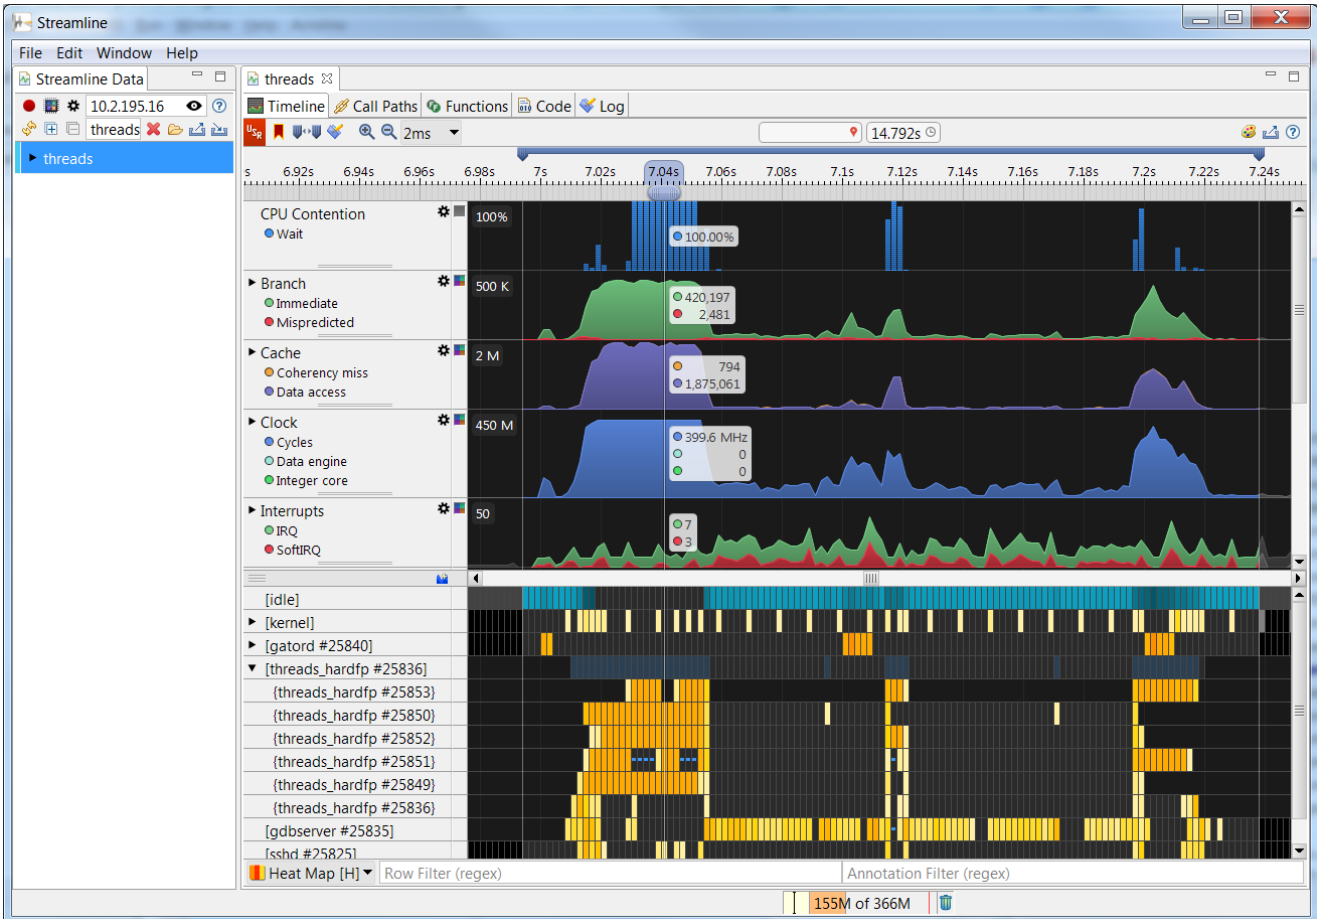 Streamline
File Edit Window Help
Streamline Data
threads
10.2.195.16
Timeline Call Paths Functions Code Log
threads
USR
2ms
14.792s
threads
s 6.92s 6.94s 6.96s 6.98s 7s 7.02s 7.04s 7.06s 7.08s 7.1s 7.12s 7.14s 7.16s 7.18s 7.2s 7.22s 7.24s
CPU Contention
100%
Wait
100.00%
Branch
500 K
Immediate
420,197
Mispredicted
2,481
Cache
2 M
Coherency miss
794
Data access
1,875,061
Clock
450 M
Cycles
399.6 MHz
Data engine
0
Integer core
0
Interrupts
50
IRQ
7
SoftIRQ
3
[idle]
[kernel]
[gatord #25840]
[threads_hardfp #25836]
{threads_hardfp #25853}
{threads_hardfp #25850}
{threads_hardfp #25852}
{threads_hardfp #25851}
{threads_hardfp #25849}
{threads_hardfp #25836}
[gdbserver #25835]
[sshd #25825]
Heat Map [H] Row Filter (regex) Annotation Filter (regex)
155M of 366M